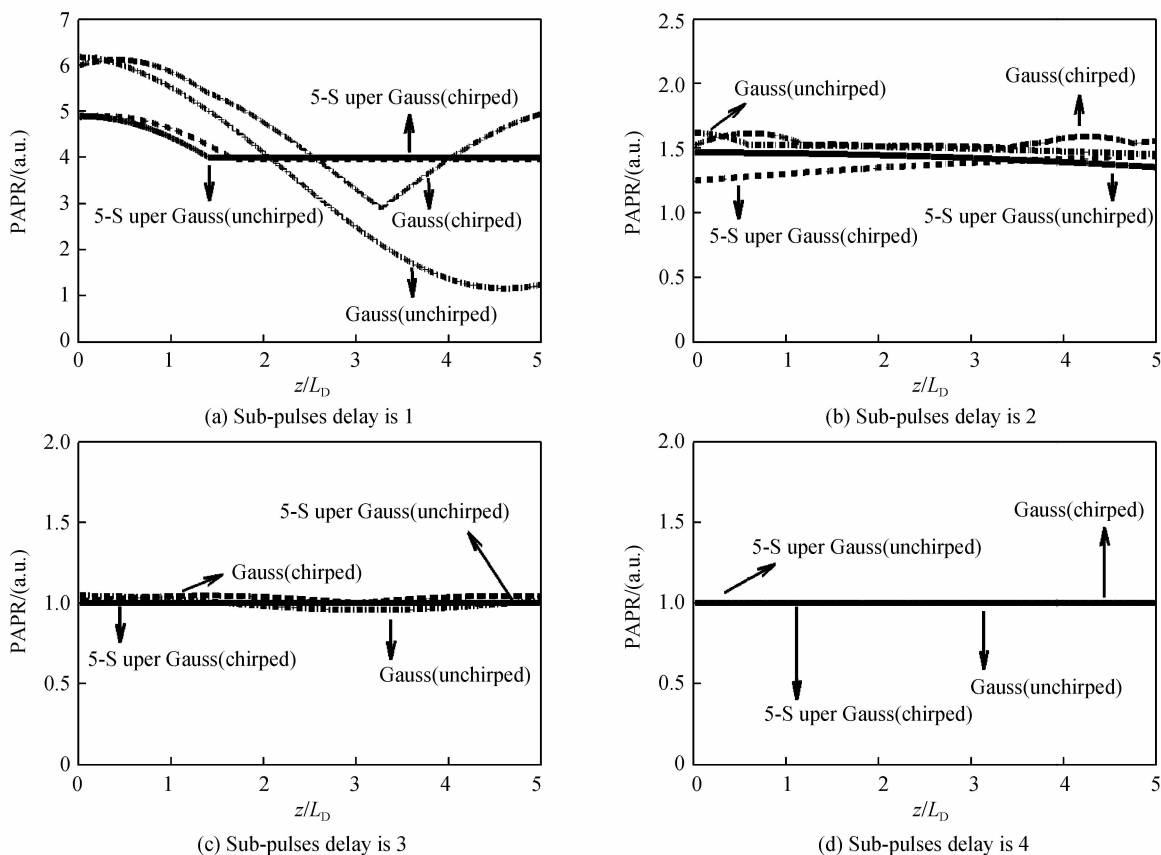 7
6
5
4
3
2
1
0
PAPR/(a.u.)
5-S uper Gauss(chirped)
5-S uper Gauss(unchirped)
Gauss(chirped)
Gauss(unchirped)
0 1 2 3 4 5
z/L_D
(a) Sub-pulses delay is 1
2.5
2.0
1.5
1.0
0.5
0
PAPR/(a.u.)
Gauss(unchirped)
Gauss(chirped)
5-S uper Gauss(chirped)
5-S uper Gauss(unchirped)
0 1 2 3 4 5
z/L_D
(b) Sub-pulses delay is 2
2.0
1.5
1.0
0.5
0
PAPR/(a.u.)
5-S uper Gauss(unchirped)
Gauss(chirped)
5-S uper Gauss(chirped)
Gauss(unchirped)
0 1 2 3 4 5
z/L_D
(c) Sub-pulses delay is 3
2.0
1.5
1.0
0.5
0
PAPR/(a.u.)
Gauss(chirped)
5-S uper Gauss(unchirped)
Gauss(unchirped)
5-S uper Gauss(chirped)
0 1 2 3 4 5
z/L_D
(d) Sub-pulses delay is 4